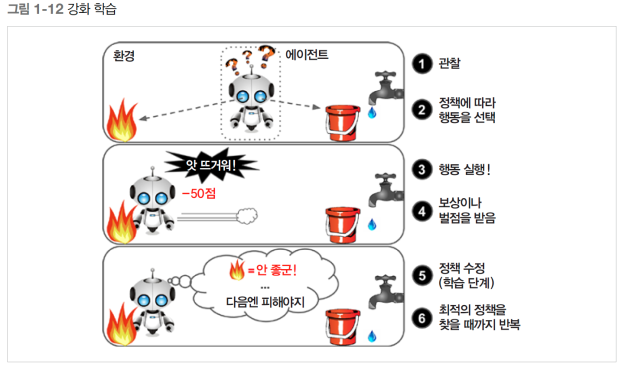 그림 1-12 강화 학습
환경
에이전트
? ? ?
1 관찰
2 정책에 따라
행동을 선택
앗 뜨거워!
-50점
3 행동 실행!
4 보상이나
벌점을 받음
=안 좋군!
...
다음엔 피해야지
5 정책 수정
(학습 단계)
6 최적의 정책을
찾을 때까지 반복